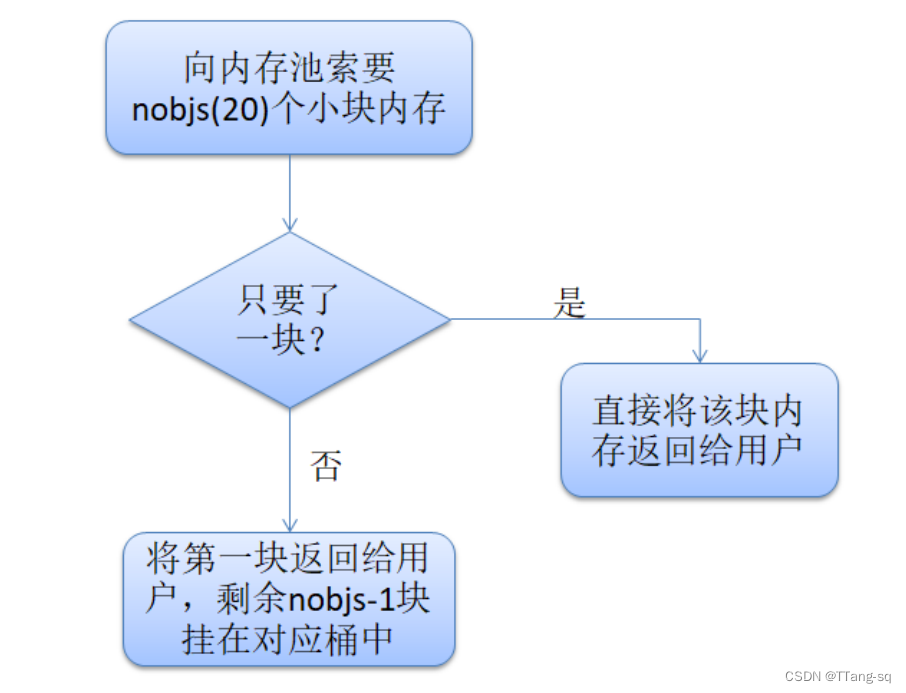 向内存池索要
nobjs(20)个小块内存
只要了
一块？
是
直接将该块内
存返回给用户
否
将第一块返回给用
户，剩余nobjs-1块
挂在对应桶中
CSDN @TTang-sq